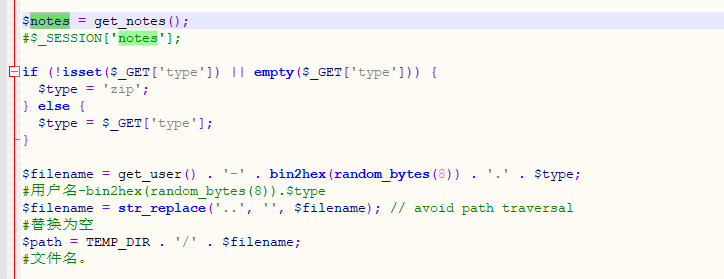 $notes = get_notes();
#$_SESSION['notes'];
if (!isset($_GET['type']) || empty($_GET['type'])) {
$type = 'zip';
} else {
$type = $_GET['type'];
}
$filename = get_user() . '-' . bin2hex(random_bytes(8)) . '.' . $type;
#用户名-bin2hex(random_bytes(8)).$type
$filename = str_replace('..', '', $filename); // avoid path traversal
#替换为空
$path = TEMP_DIR . '/' . $filename;
#文件名。